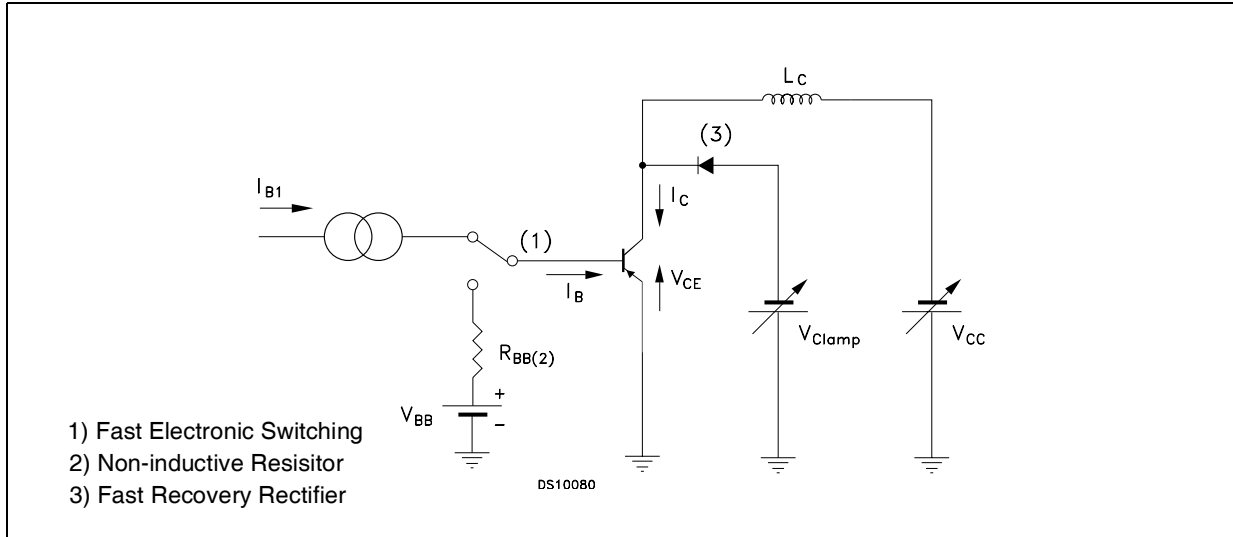 L C
(3)
I B1
I C
(1)
V CE
I B
V Clamp
V CC
R BB(2)
+
V BB
−
1) Fast Electronic Switching
2) Non-inductive Resisitor
DS10080
3) Fast Recovery Rectifier